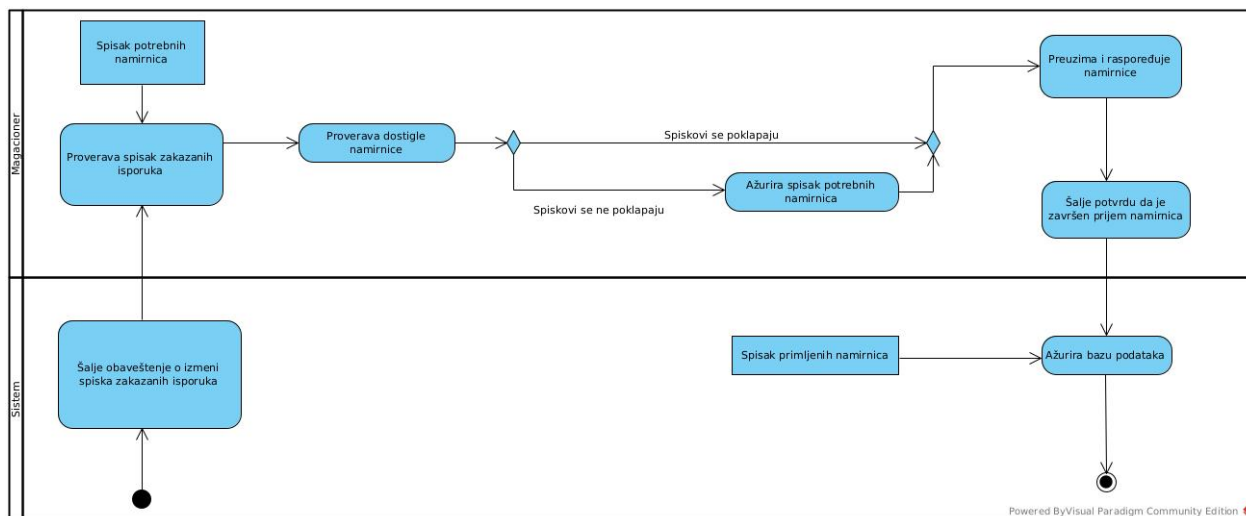 Magacioner
Spisak potrebnih
namirnica
Proverava spisak zakazanih
isporuka
Proverava dostigle
namirnice
Spiskovi se poklapaju
Spiskovi se ne poklapaju
Ažurira spisak potrebnih
namirnica
Preuzima i raspoređuje
namirnice
Šalje potvrdu da je
završen prijem namirnica
Sistem
Šalje obaveštenje o izmeni
spiska zakazanih isporuka
Spisak primljenih namirnica
Ažurira bazu podataka
Powered ByVisual Paradigm Community Edition